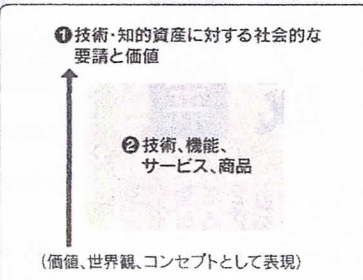 ❶技術・知的資産に対する社会的な
要請と価値
❷技術、機能、
サービス、商品
(価値、世界観、コンセプトとして表現)